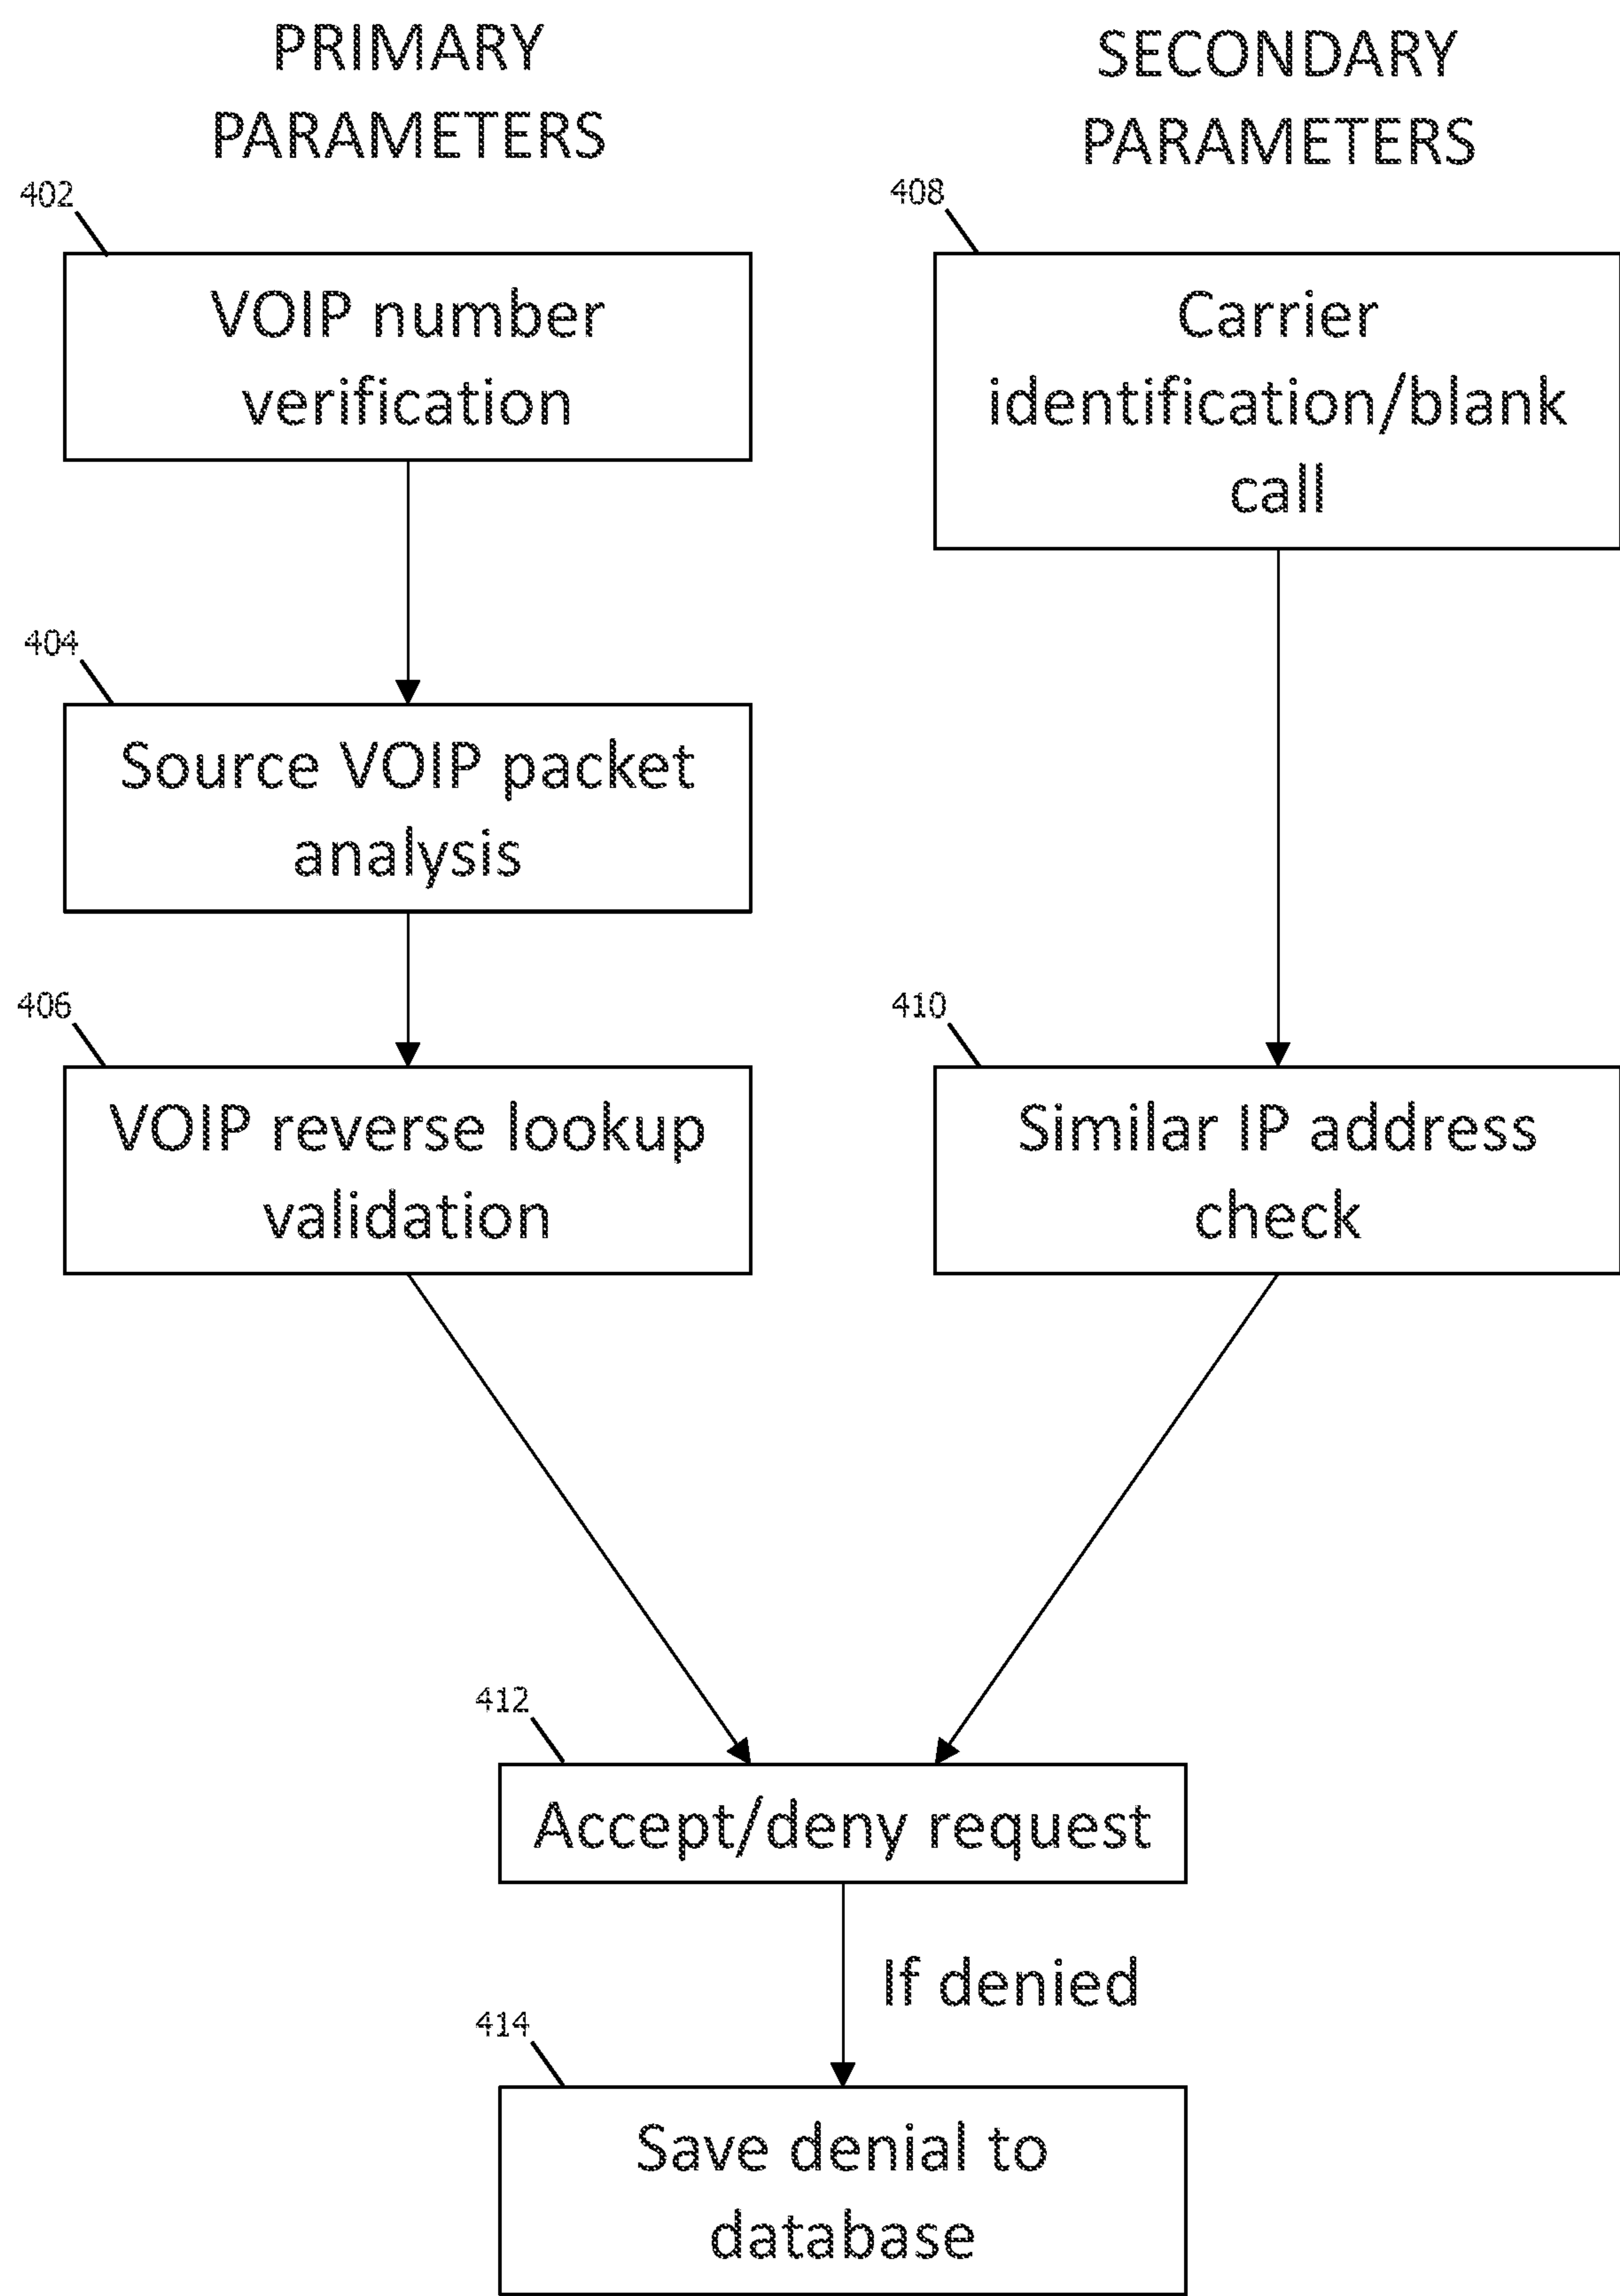 PRIMARY
PARAMETERS
402
VOIP number
verification
404
Source VOIP packet
analysis
406
VOIP reverse lookup
validation
SECONDARY
PARAMETERS
408
Carrier
identification/blank
call
410
Similar IP address
check
412
Accept/deny request
If denied
414
Save denial to
database